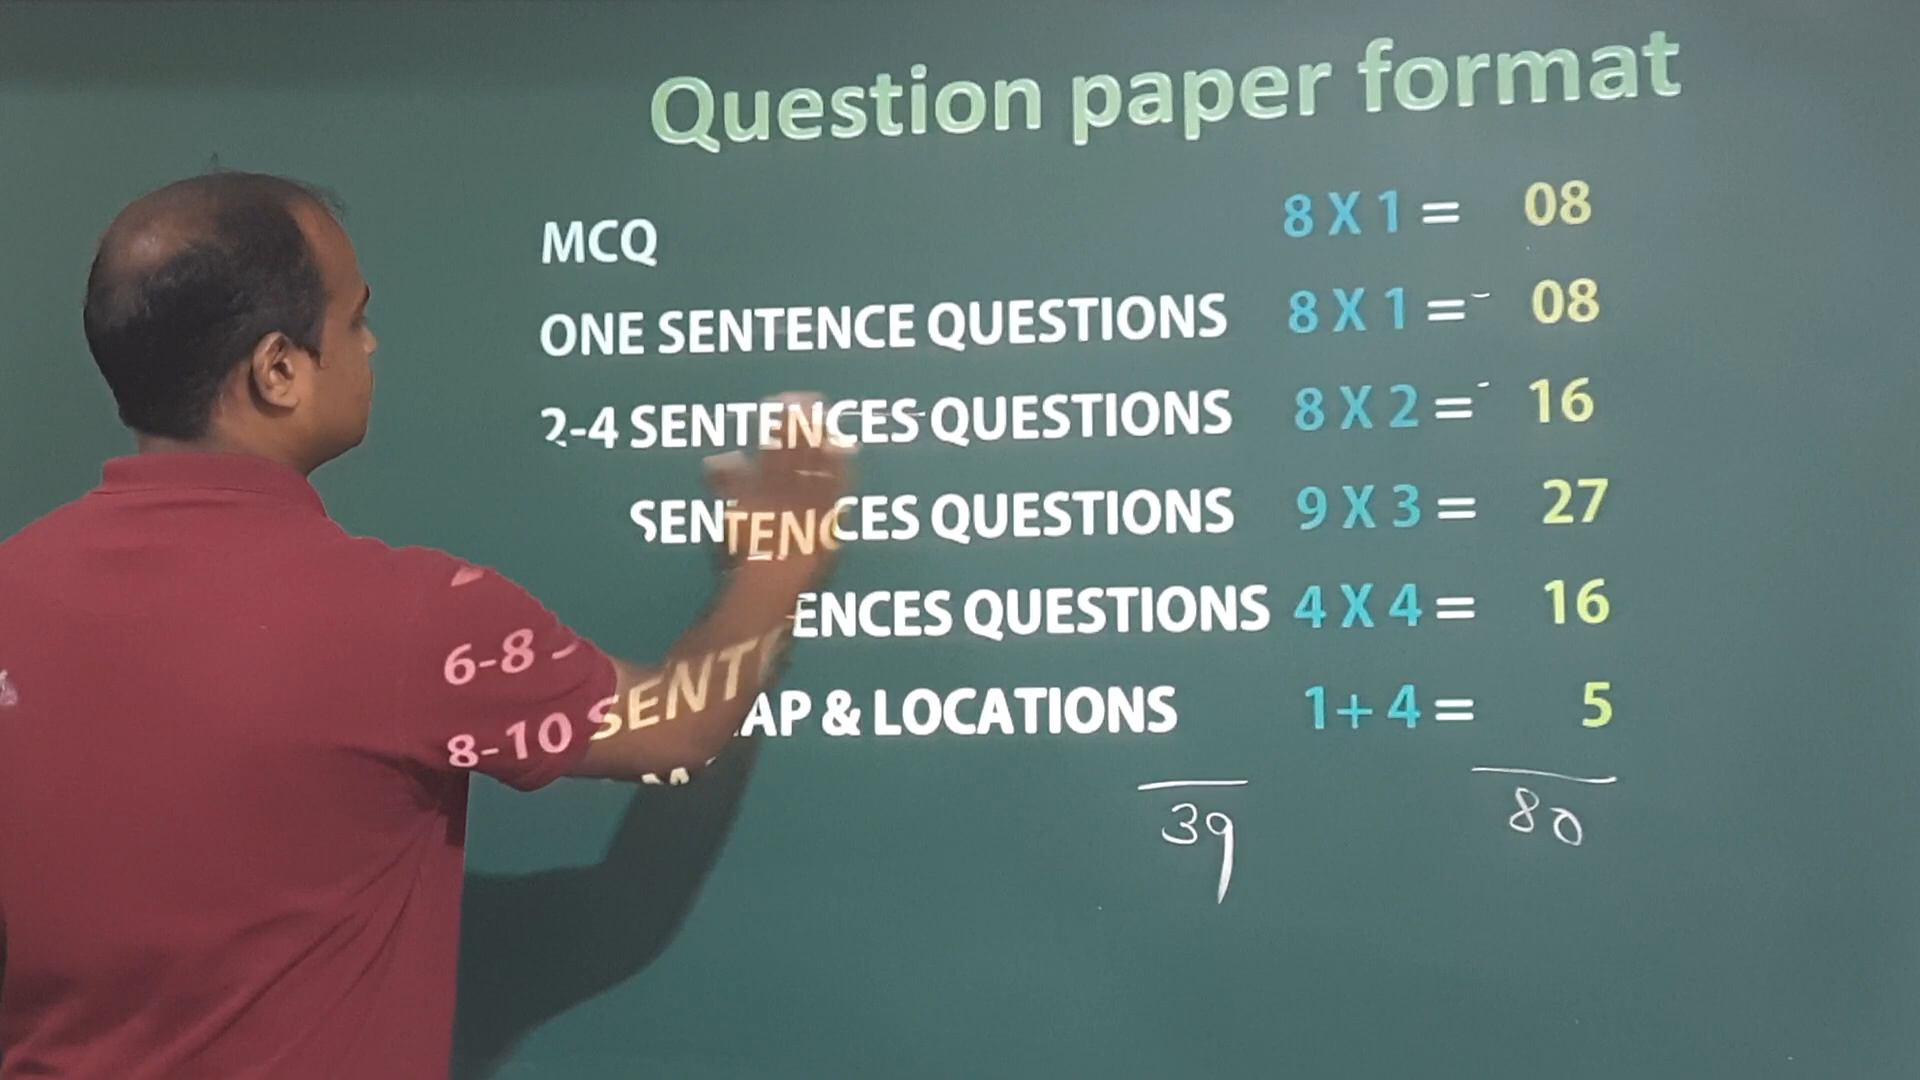 Question paper format
MCQ 8 X 1 = 08
ONE SENTENCE QUESTIONS 8 X 1 = 08
2-4 SENTENCES QUESTIONS 8 X 2 = 16
SENTENCES QUESTIONS 9 X 3 = 27
6-8
ENCES QUESTIONS 4 X 4 = 16
8-10 SENTE
AP & LOCATIONS 1+ 4 = 5
39 80